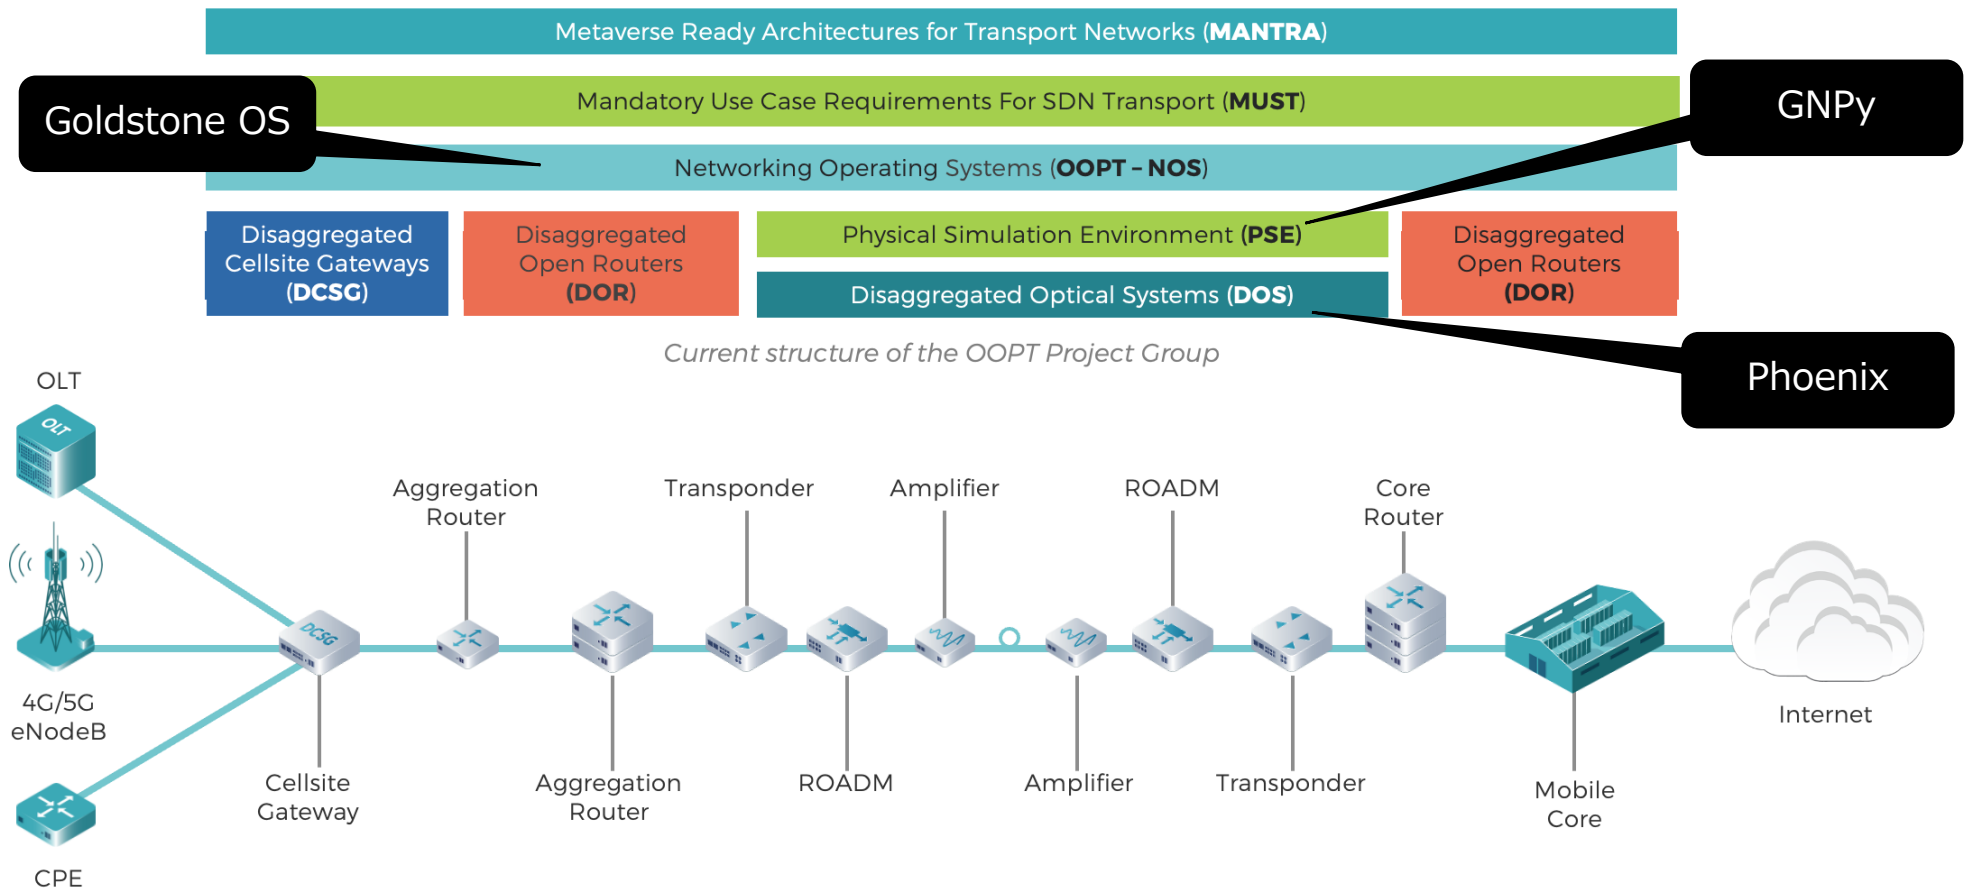 Metaverse Ready Architectures for Transport Networks (MANTRA)
Mandatory Use Case Requirements For SDN Transport (MUST)
Goldstone OS
GNPy
Networking Operating Systems (OOPT – NOS)
Disaggregated
Cellsite Gateways
(DCSG)
Disaggregated
Open Routers
(DOR)
Physical Simulation Environment (PSE)
Disaggregated Optical Systems (DOS)
Disaggregated
Open Routers
(DOR)
Current structure of the OOPT Project Group
Phoenix
OLT
OLT
Aggregation
Router
Transponder
Amplifier
ROADM
Core
Router
DCSG
4G/5G
eNodeB
Internet
Cellsite
Gateway
Aggregation
Router
ROADM
Amplifier
Transponder
Mobile
Core
CPE